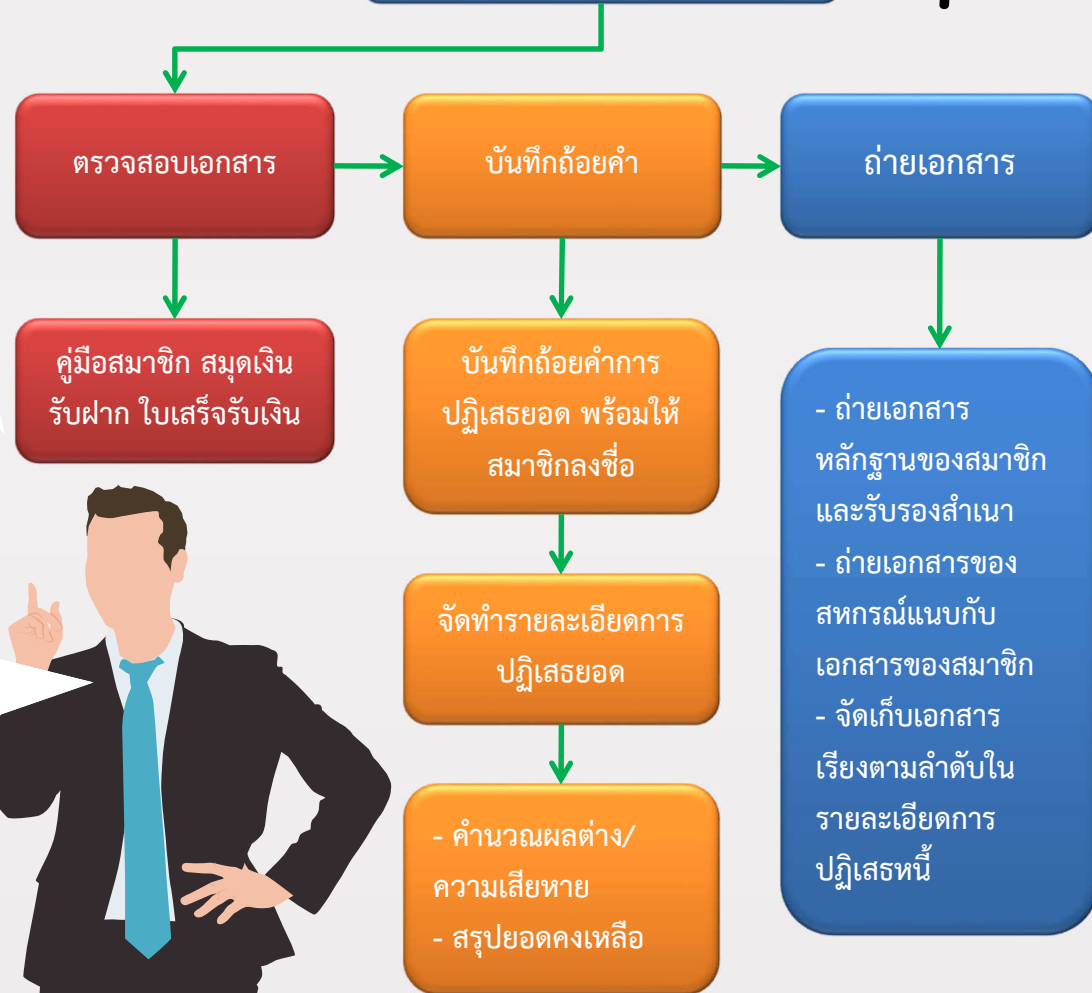 ตรวจสอบเอกสาร
บันทึกถ้อยคำ
ถ่ายเอกสาร
คู่มือสมาชิก สมุดเงิน
รับฝาก ใบเสร็จรับเงิน
บันทึกถ้อยคำการ
ปฏิเสธยอด พร้อมให้
สมาชิกลงชื่อ
จัดทำรายละเอียดการ
ปฏิเสธยอด
- คำนวณผลต่าง/
ความเสียหาย
- สรุปยอดคงเหลือ
- ถ่ายเอกสาร
หลักฐานของสมาชิก
และรับรองสำเนา
- ถ่ายเอกสารของ
สหกรณ์แนบกับ
เอกสารของสมาชิก
- จัดเก็บเอกสาร
เรียงตามลำดับใน
รายละเอียดการ
ปฏิเสธหนี้